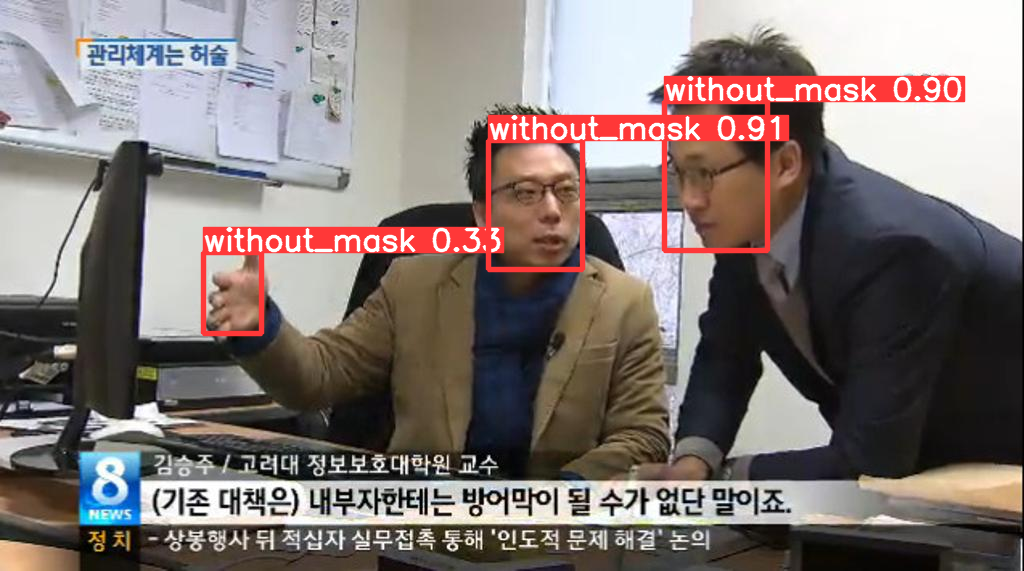 관리체계는 허술
without_mask 0.90
without_mask 0.91
without_mask 0.33
8
NEWS
김승주 / 고려대 정보보호대학원 교수
(기존 대책은) 내부자한테는 방어막이 될 수가 없단 말이죠.
정치 - 상봉행사 뒤 적십자 실무접촉 통해 '인도적 문제 해결' 논의